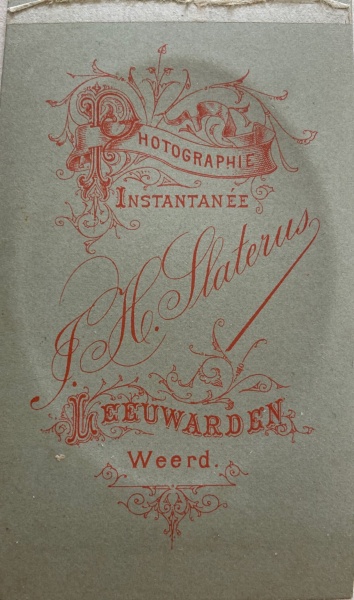 PHOTOGRAPHIE
INSTANTANÉE
J. H. Slaterus
LEEUWARDEN
Weerd.